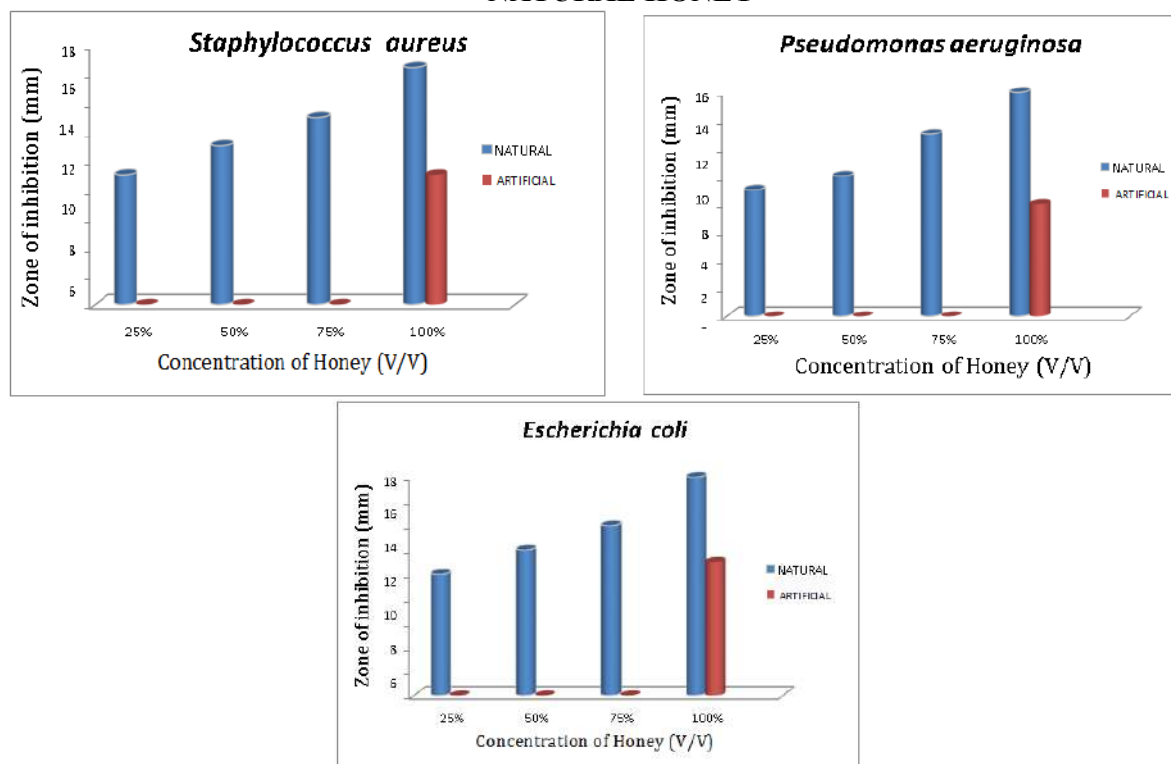 NATURAL HONEY
Staphylococcus aureus
Zone of inhibition (mm)
18
16
14
12
10
8
6
NATURAL
ARTIFICIAL
25% 50% 75% 100%
Concentration of Honey (V/V)
Pseudomonas aeruginosa
Zone of inhibition (mm)
16
14
12
10
8
6
4
2
-
NATURAL
ARTIFICIAL
25% 50% 75% 100%
Concentration of Honey (V/V)
Escherichia coli
Zone of inhibition (mm)
18
16
14
12
10
8
6
NATURAL
ARTIFICIAL
25% 50% 75% 100%
Concentration of Honey (V/V)